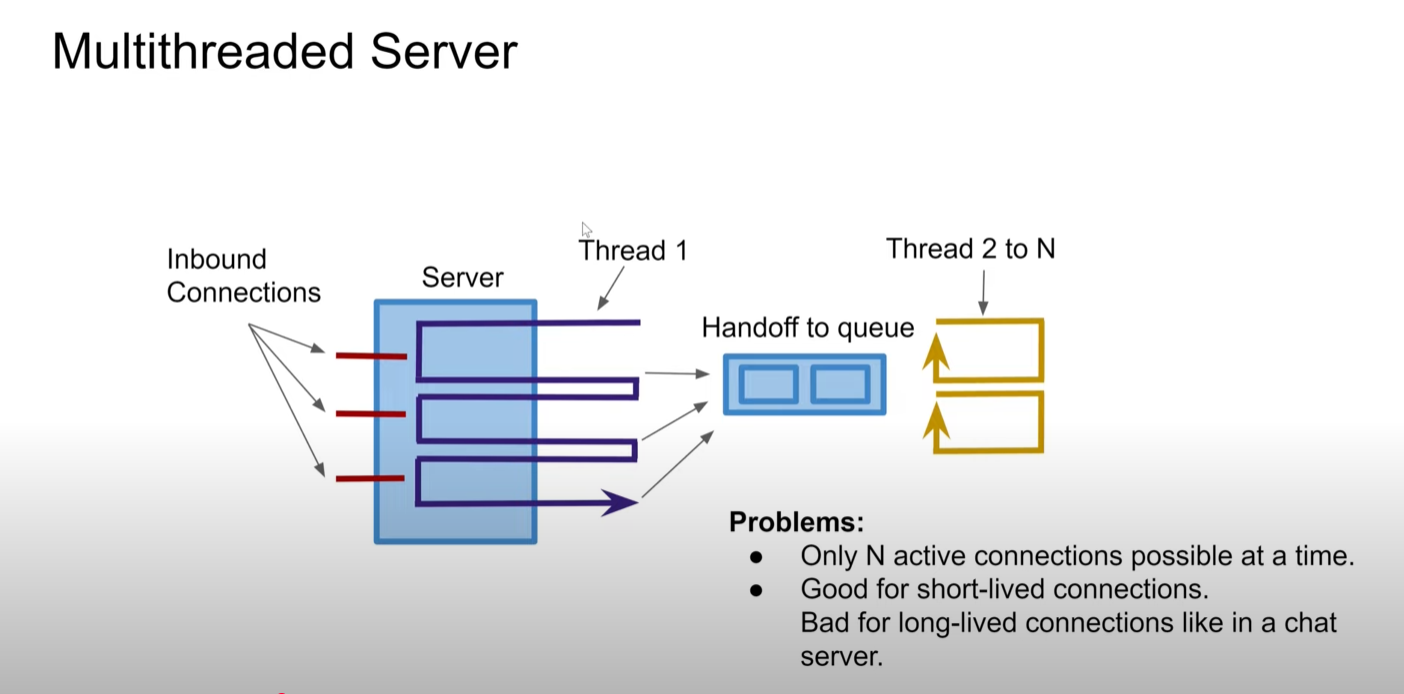 Multithreaded Server
Inbound
Connections
Server
Thread 1
Handoff to queue
Thread 2 to N
Problems:
● Only N active connections possible at a time.
● Good for short-lived connections.
Bad for long-lived connections like in a chat
server.